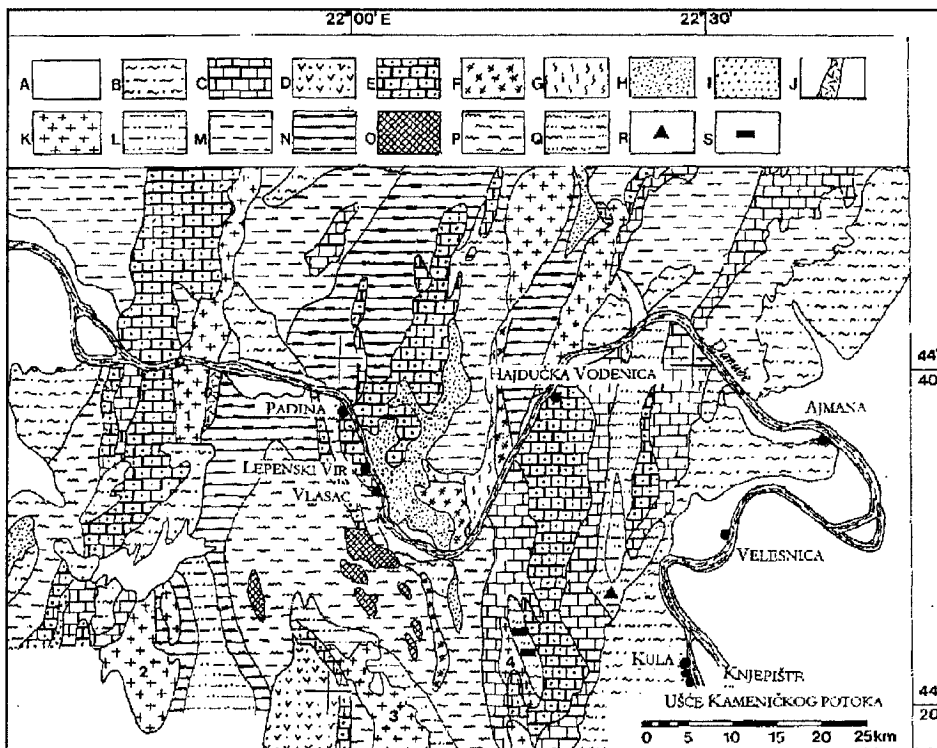 22°00'E 22°30'
A B C D E F G H I J
K L M N O P Q R S
44°
40'
HAJDUČKA VODENICA
Danube
PADINA
AJMANA
LEPENSKI VIR
VLASAC
VELESNICA
2
3
4
KULA
KNJEPIŠTE
UŠĆE KAMENIČKOG POTOKA
44°
20'
0 5 10 15 20 25km